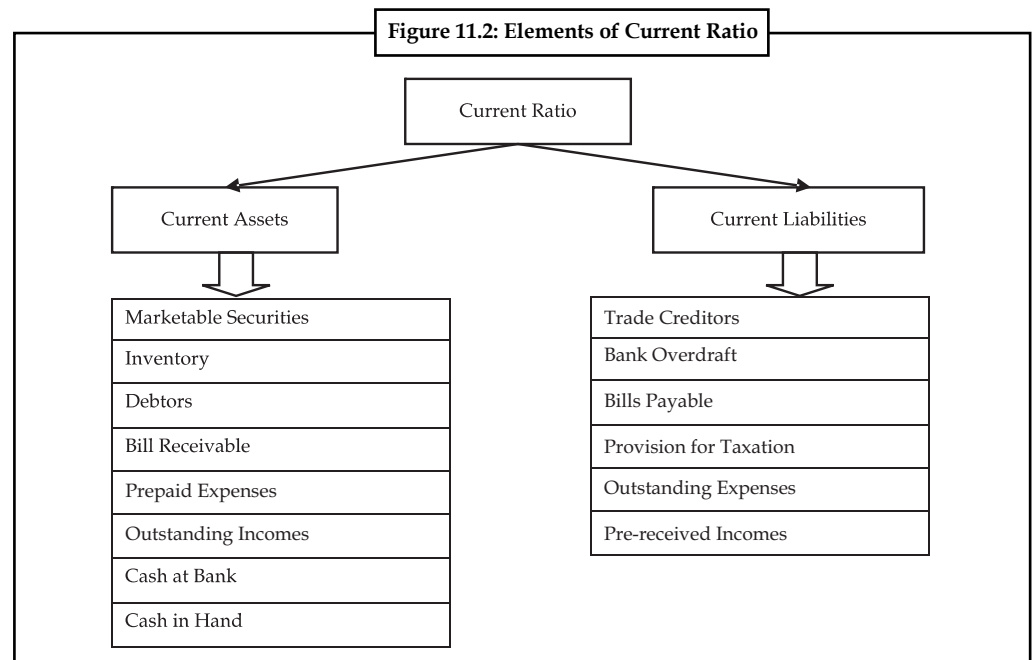 Figure 11.2: Elements of Current Ratio
Current Ratio
Current Assets
Current Liabilities
Marketable Securities
Inventory
Debtors
Bill Receivable
Prepaid Expenses
Outstanding Incomes
Cash at Bank
Cash in Hand
Trade Creditors
Bank Overdraft
Bills Payable
Provision for Taxation
Outstanding Expenses
Pre-received Incomes